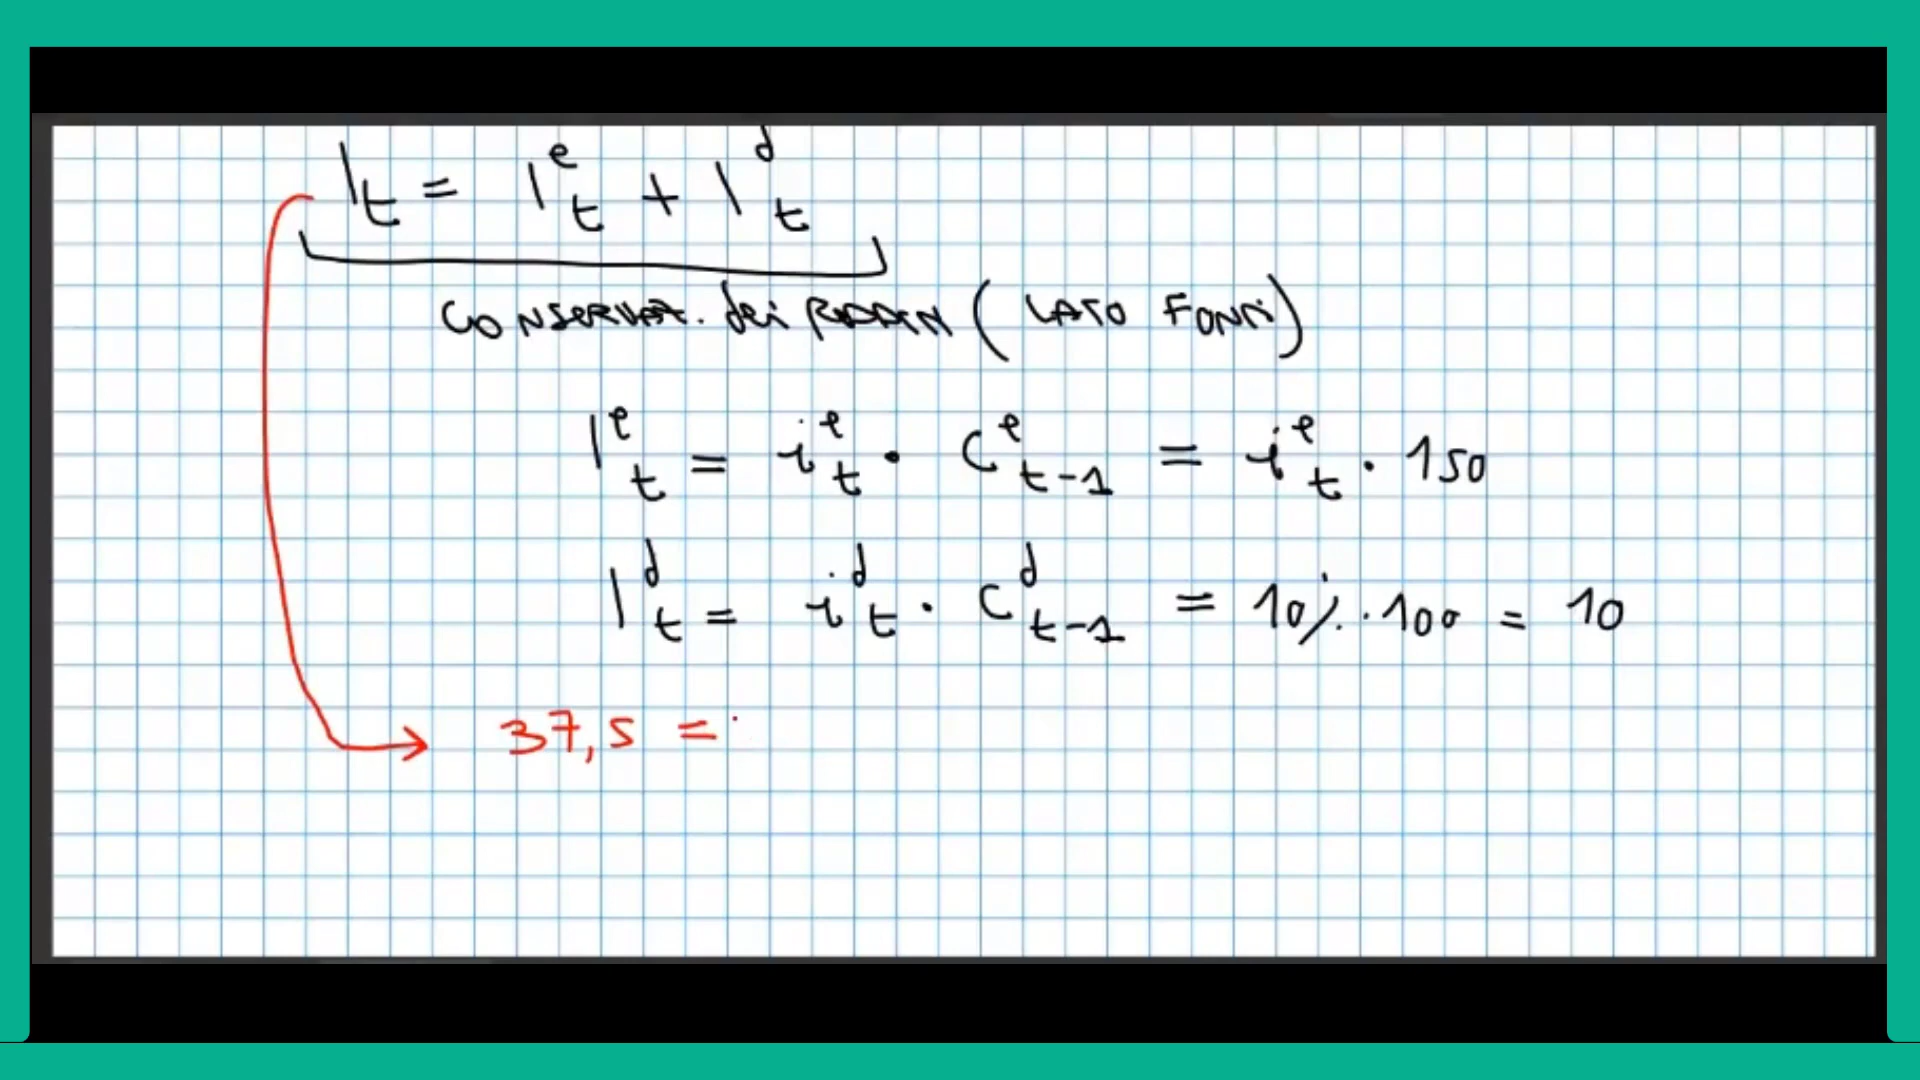 I_t = I^e_t + I^d_t
CONSERVAZ. dei REDDITI (LATO FONTI)
I^e_t = i^e_t · C^e_{t-1} = i^e_t · 150
I^d_t = i^d_t · C^d_{t-1} = 10% · 100 = 10
37,5 =